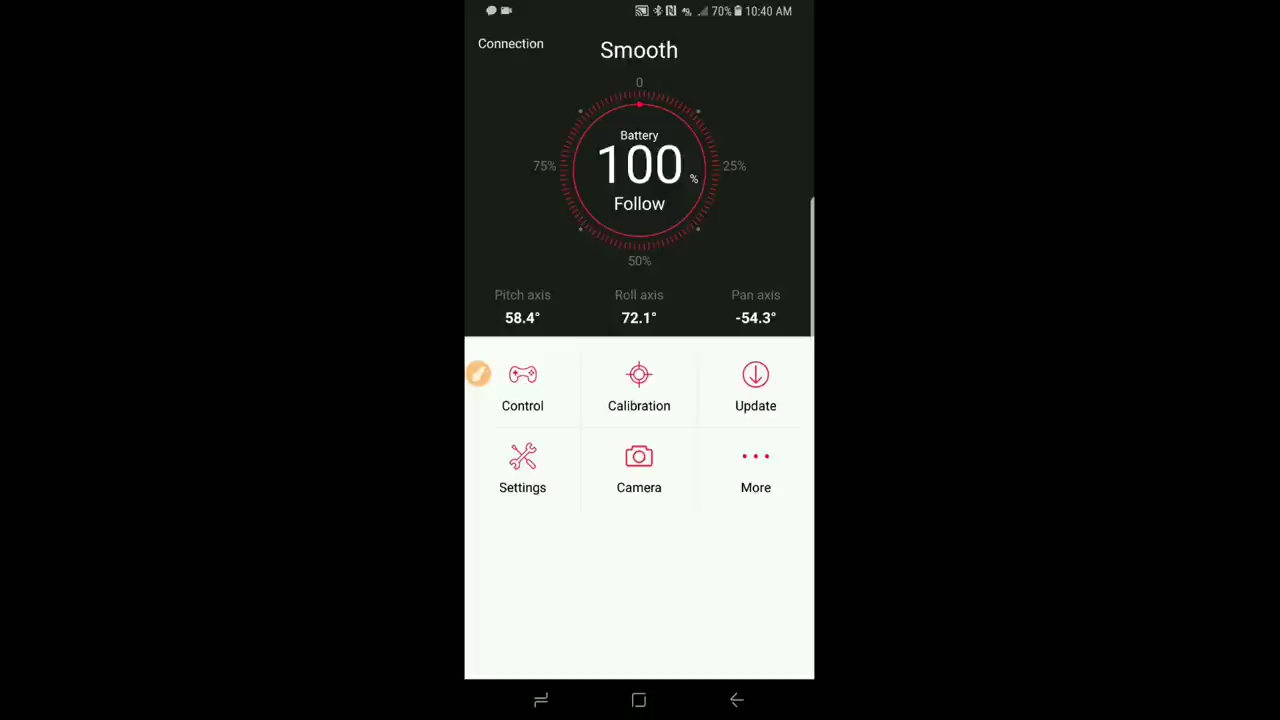 70% 10:40 AM
Connection
Smooth
0
Battery
75% 100 % 25%
Follow
50%
Pitch axis Roll axis Pan axis
58.4° 72.1° -54.3°
Control Calibration Update
Settings Camera More